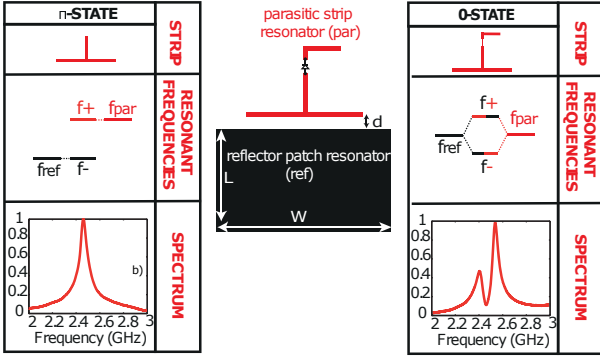 п-STATE
STRIP
f+ fpar
fref f-
RESONANT FREQUENCIES
1
0.8
0.6
0.4
0.2
0
b)
2 2.2 2.4 2.6 2.8 3
Frequency (GHz)
SPECTRUM
parasitic strip
resonator (par)
d
reflector patch resonator
(ref)
L
W
0-STATE
STRIP
f+
fref fpar
f-
RESONANT FREQUENCIES
1
0.8
0.6
0.4
0.2
0
2 2.2 2.4 2.6 2.8 3
Frequency (GHz)
SPECTRUM